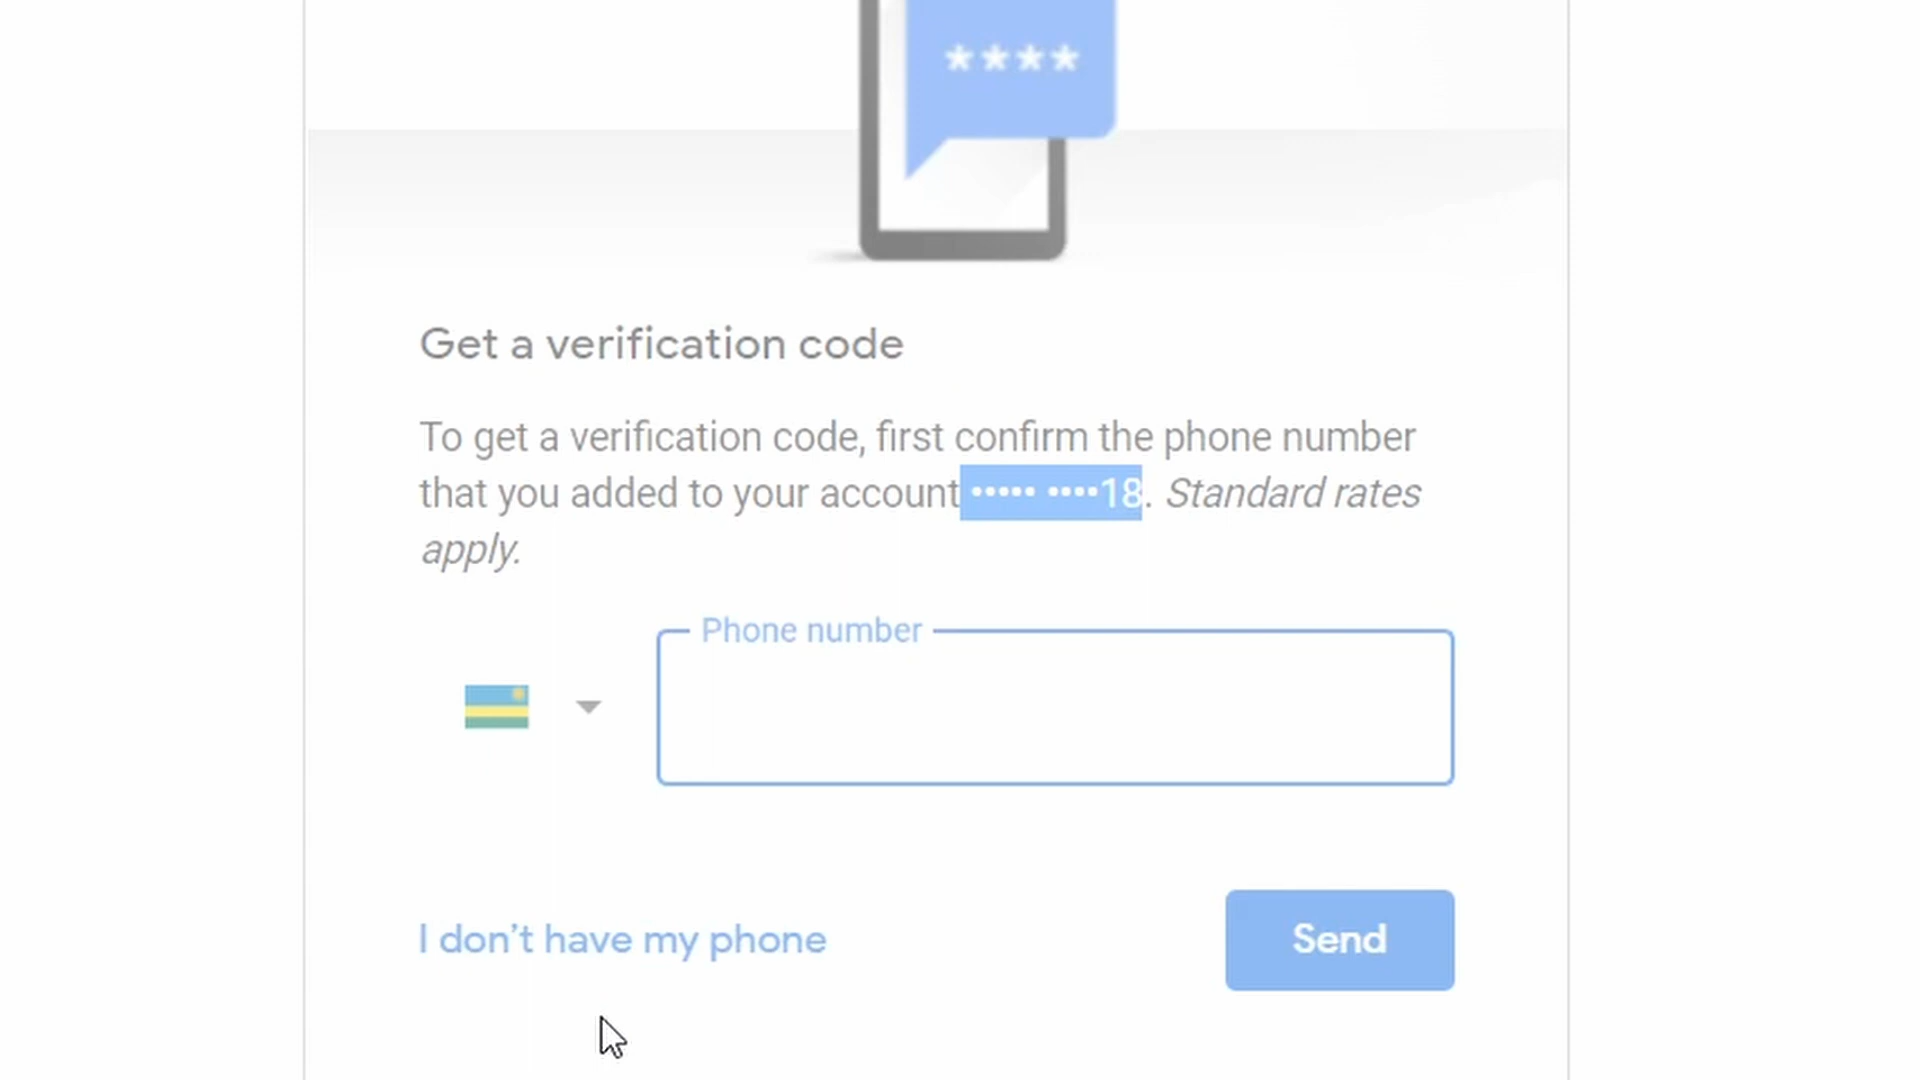 ****
Get a verification code
To get a verification code, first confirm the phone number
that you added to your account ••••• ••••18. Standard rates
apply.
Phone number
I don’t have my phone
Send